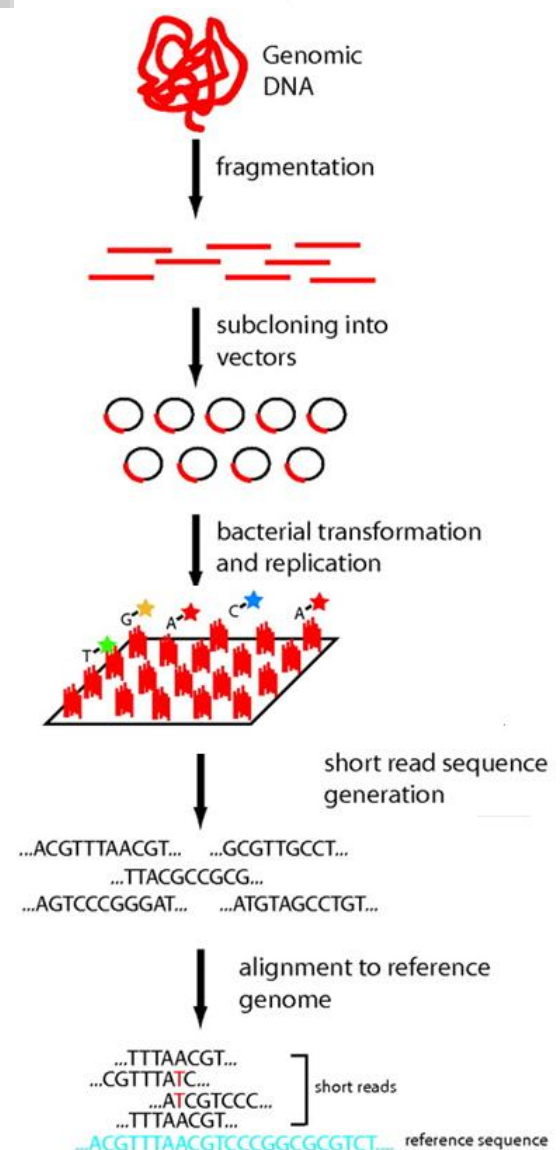 Genomic
DNA
fragmentation
subcloning into
vectors
bacterial transformation
and replication
T G A C A
short read sequence
generation
...ACGTTTAACGT... ...GCGTTGCCT...
...TTACGCCGCG...
...AGTCCCGGGAT... ...ATGTAGCCTGT...
alignment to reference
genome
...TTTAACGT...
...CGTTTATC...
...ATCGTCCC...
...TTTAACGT...
short reads
...ACGTTTAACGTCCCGGCGCGTCT.... reference sequence